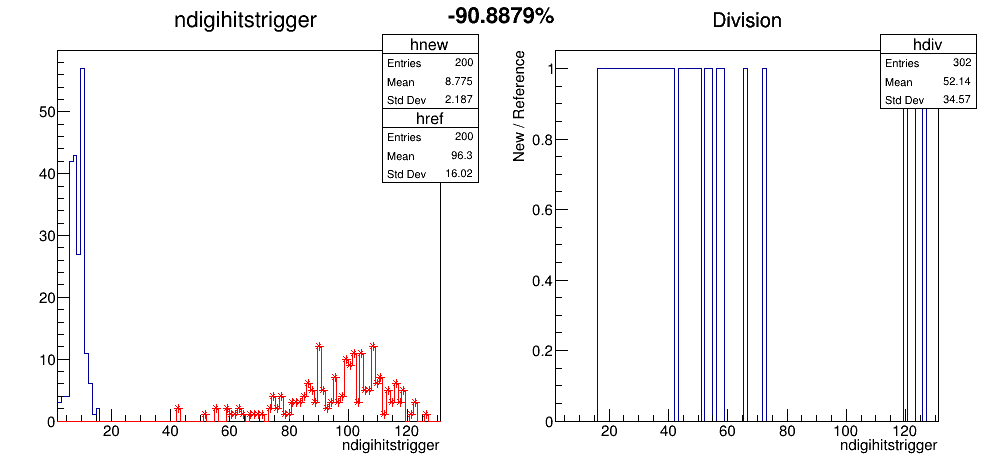 -90.8879%
ndigihitstrigger
hnew
Entries 200
Mean 8.775
Std Dev 2.187
href
Entries 200
Mean 96.3
Std Dev 16.02
50
40
30
20
10
0
20 40 60 80 100 120
ndigihitstrigger
Division
hdiv
Entries 302
Mean 52.14
Std Dev 34.57
New / Reference
1
0.8
0.6
0.4
0.2
0
20 40 60 80 100 120
ndigihitstrigger